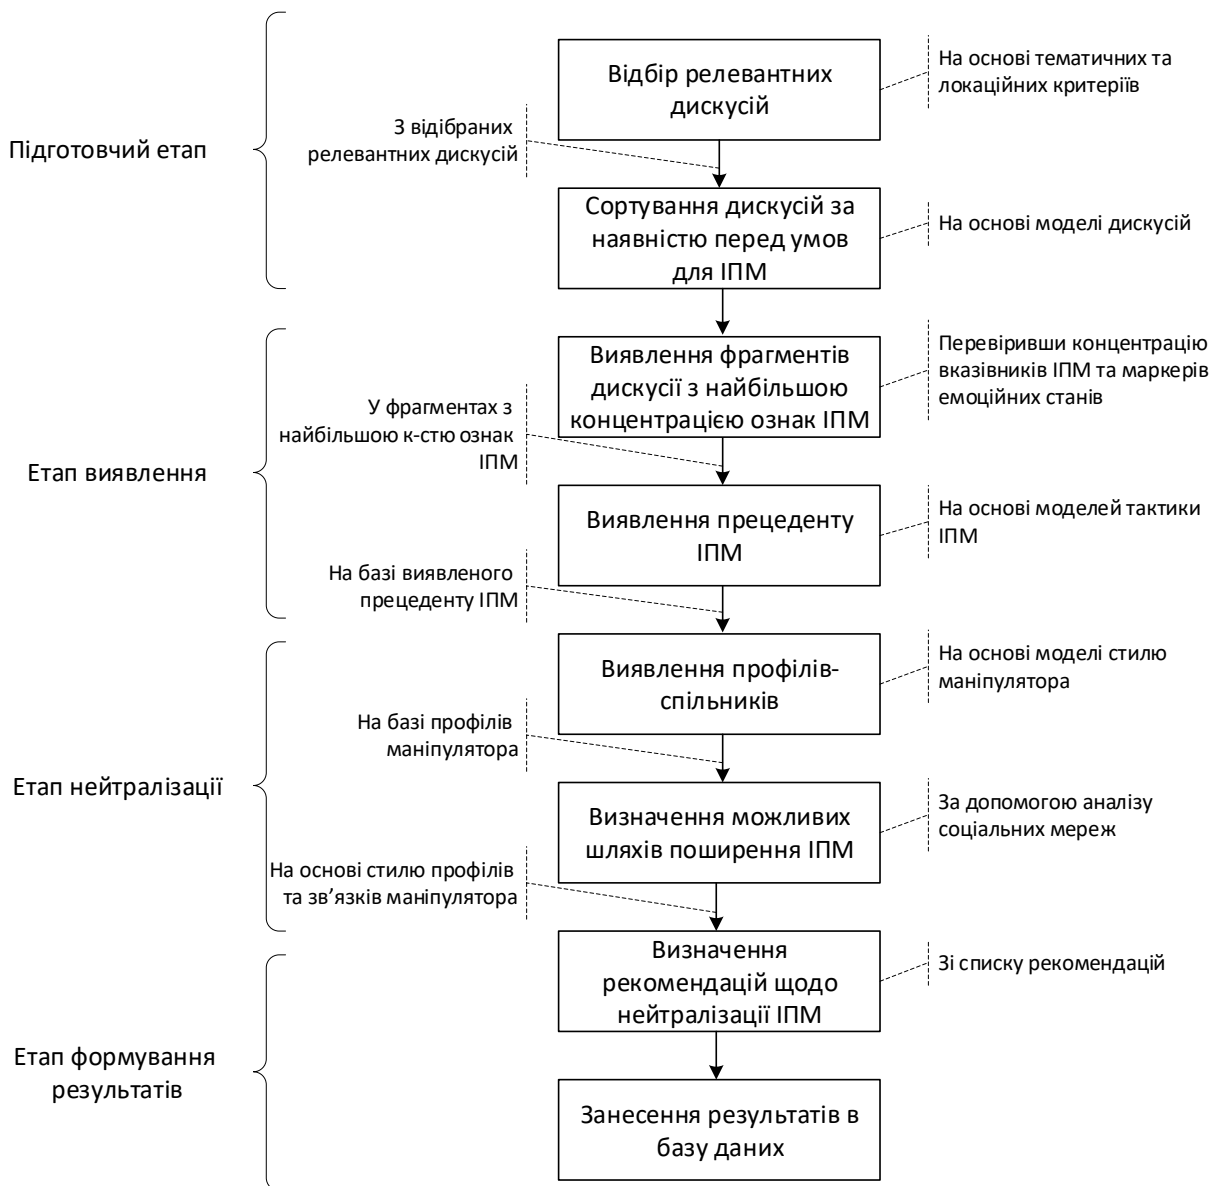 Підготовчий етап
Відбір релевантних
дискусій
На основі тематичних та
локаційних критеріїв
З відібраних
релевантних дискусій
Сортування дискусій за
наявністю перед умов
для ІПМ
На основі моделі дискусій
Етап виявлення
Виявлення фрагментів
дискусії з найбільшою
концентрацією ознак ІПМ
Перевіривши концентрацію
вказівників ІПМ та маркерів
емоційних станів
У фрагментах з
найбільшою к-стю ознак
ІПМ
Виявлення прецеденту
ІПМ
На основі моделей тактики
ІПМ
На базі виявленого
прецеденту ІПМ
Етап нейтралізації
Виявлення профілів-
спільників
На основі моделі стилю
маніпулятора
На базі профілів
маніпулятора
Визначення можливих
шляхів поширення ІПМ
За допомогою аналізу
соціальних мереж
На основі стилю профілів
та зв’язків маніпулятора
Етап формування
результатів
Визначення
рекомендацій щодо
нейтралізації ІПМ
Зі списку рекомендацій
Занесення результатів в
базу даних